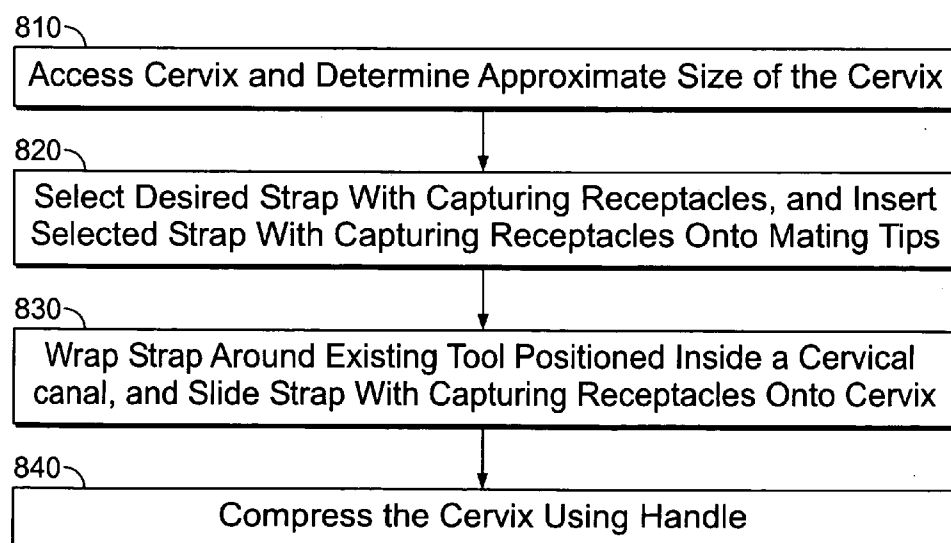 810
Access Cervix and Determine Approximate Size of the Cervix
820
Select Desired Strap With Capturing Receptacles, and Insert
Selected Strap With Capturing Receptacles Onto Mating Tips
830
Wrap Strap Around Existing Tool Positioned Inside a Cervical
canal, and Slide Strap With Capturing Receptacles Onto Cervix
840
Compress the Cervix Using Handle